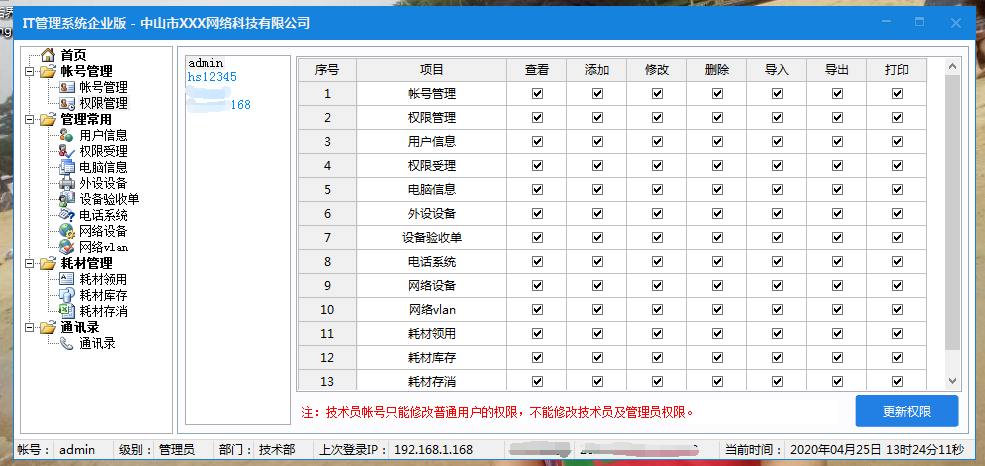 IT管理系统企业版 - 中山市XXX网络科技有限公司
首页
帐号管理
帐号管理
权限管理
管理常用
用户信息
权限受理
电脑信息
外设设备
设备验收单
电话系统
网络设备
网络vlan
耗材管理
耗材领用
耗材库存
耗材存消
通讯录
通讯录
admin
hs12345
168
序号 项目 查看 添加 修改 删除 导入 导出 打印
1 帐号管理
2 权限管理
3 用户信息
4 权限受理
5 电脑信息
6 外设设备
7 设备验收单
8 电话系统
9 网络设备
10 网络vlan
11 耗材领用
12 耗材库存
13 耗材存消
注：技术员帐号只能修改普通用户的权限，不能修改技术员及管理员权限。
更新权限
帐号： admin 级别： 管理员 部门： 技术部 上次登录IP： 192.168.1.168 当前时间： 2020年04月25日 13时24分11秒